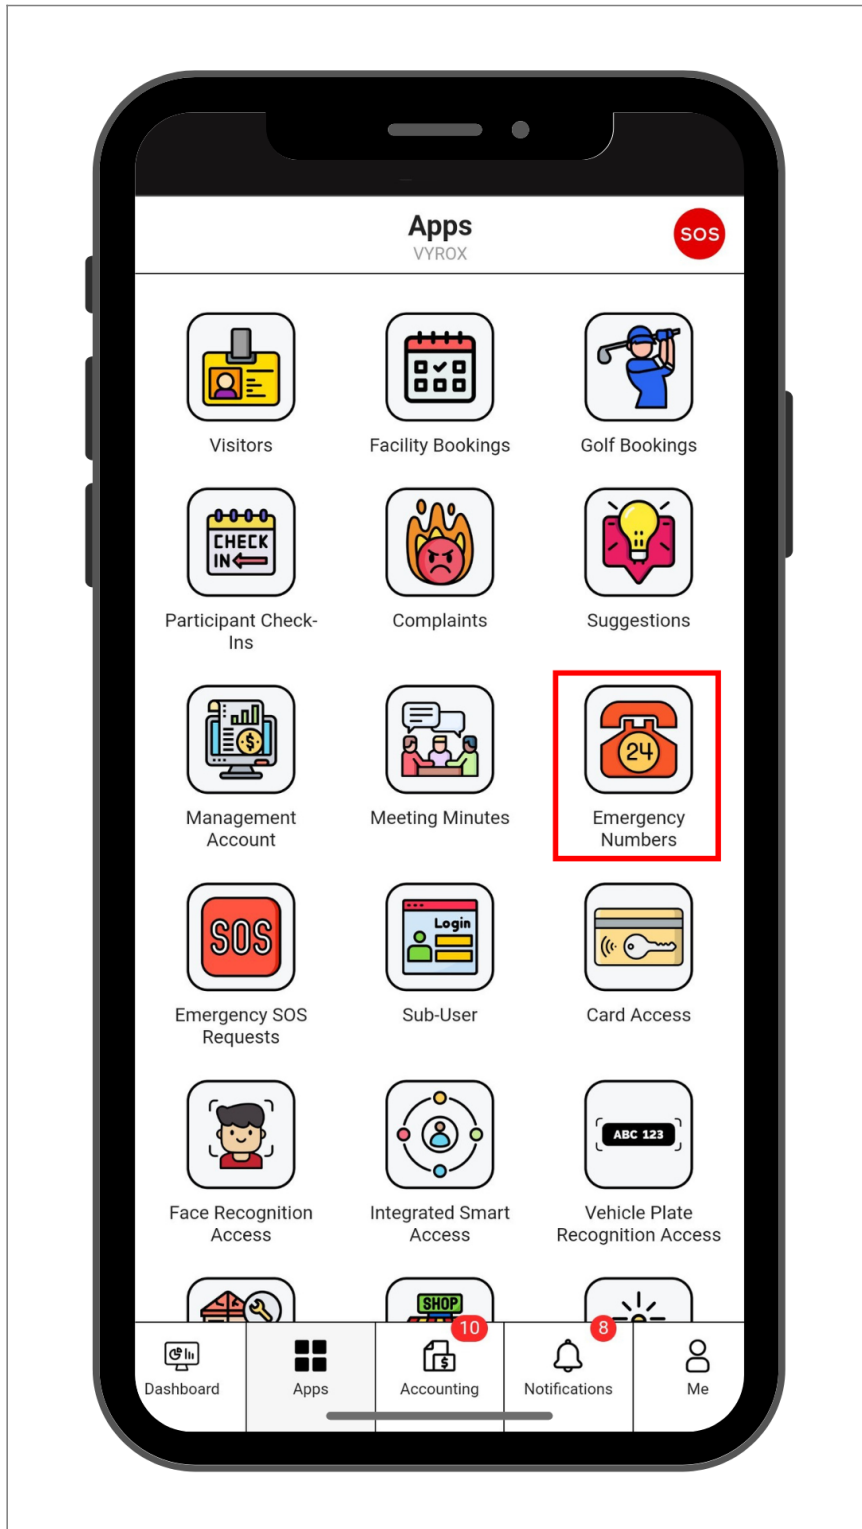 Apps
VYROX
SOS
Visitors
Facility Bookings
Golf Bookings
CHECK
IN
Participant Check-
Ins
Complaints
Suggestions
Management
Account
Meeting Minutes
24
Emergency
Numbers
SOS
Emergency SOS
Requests
Login
Sub-User
Card Access
Face Recognition
Access
Integrated Smart
Access
ABC 123
Vehicle Plate
Recognition Access
SHOP
Dashboard
Apps
10
Accounting
8
Notifications
Me